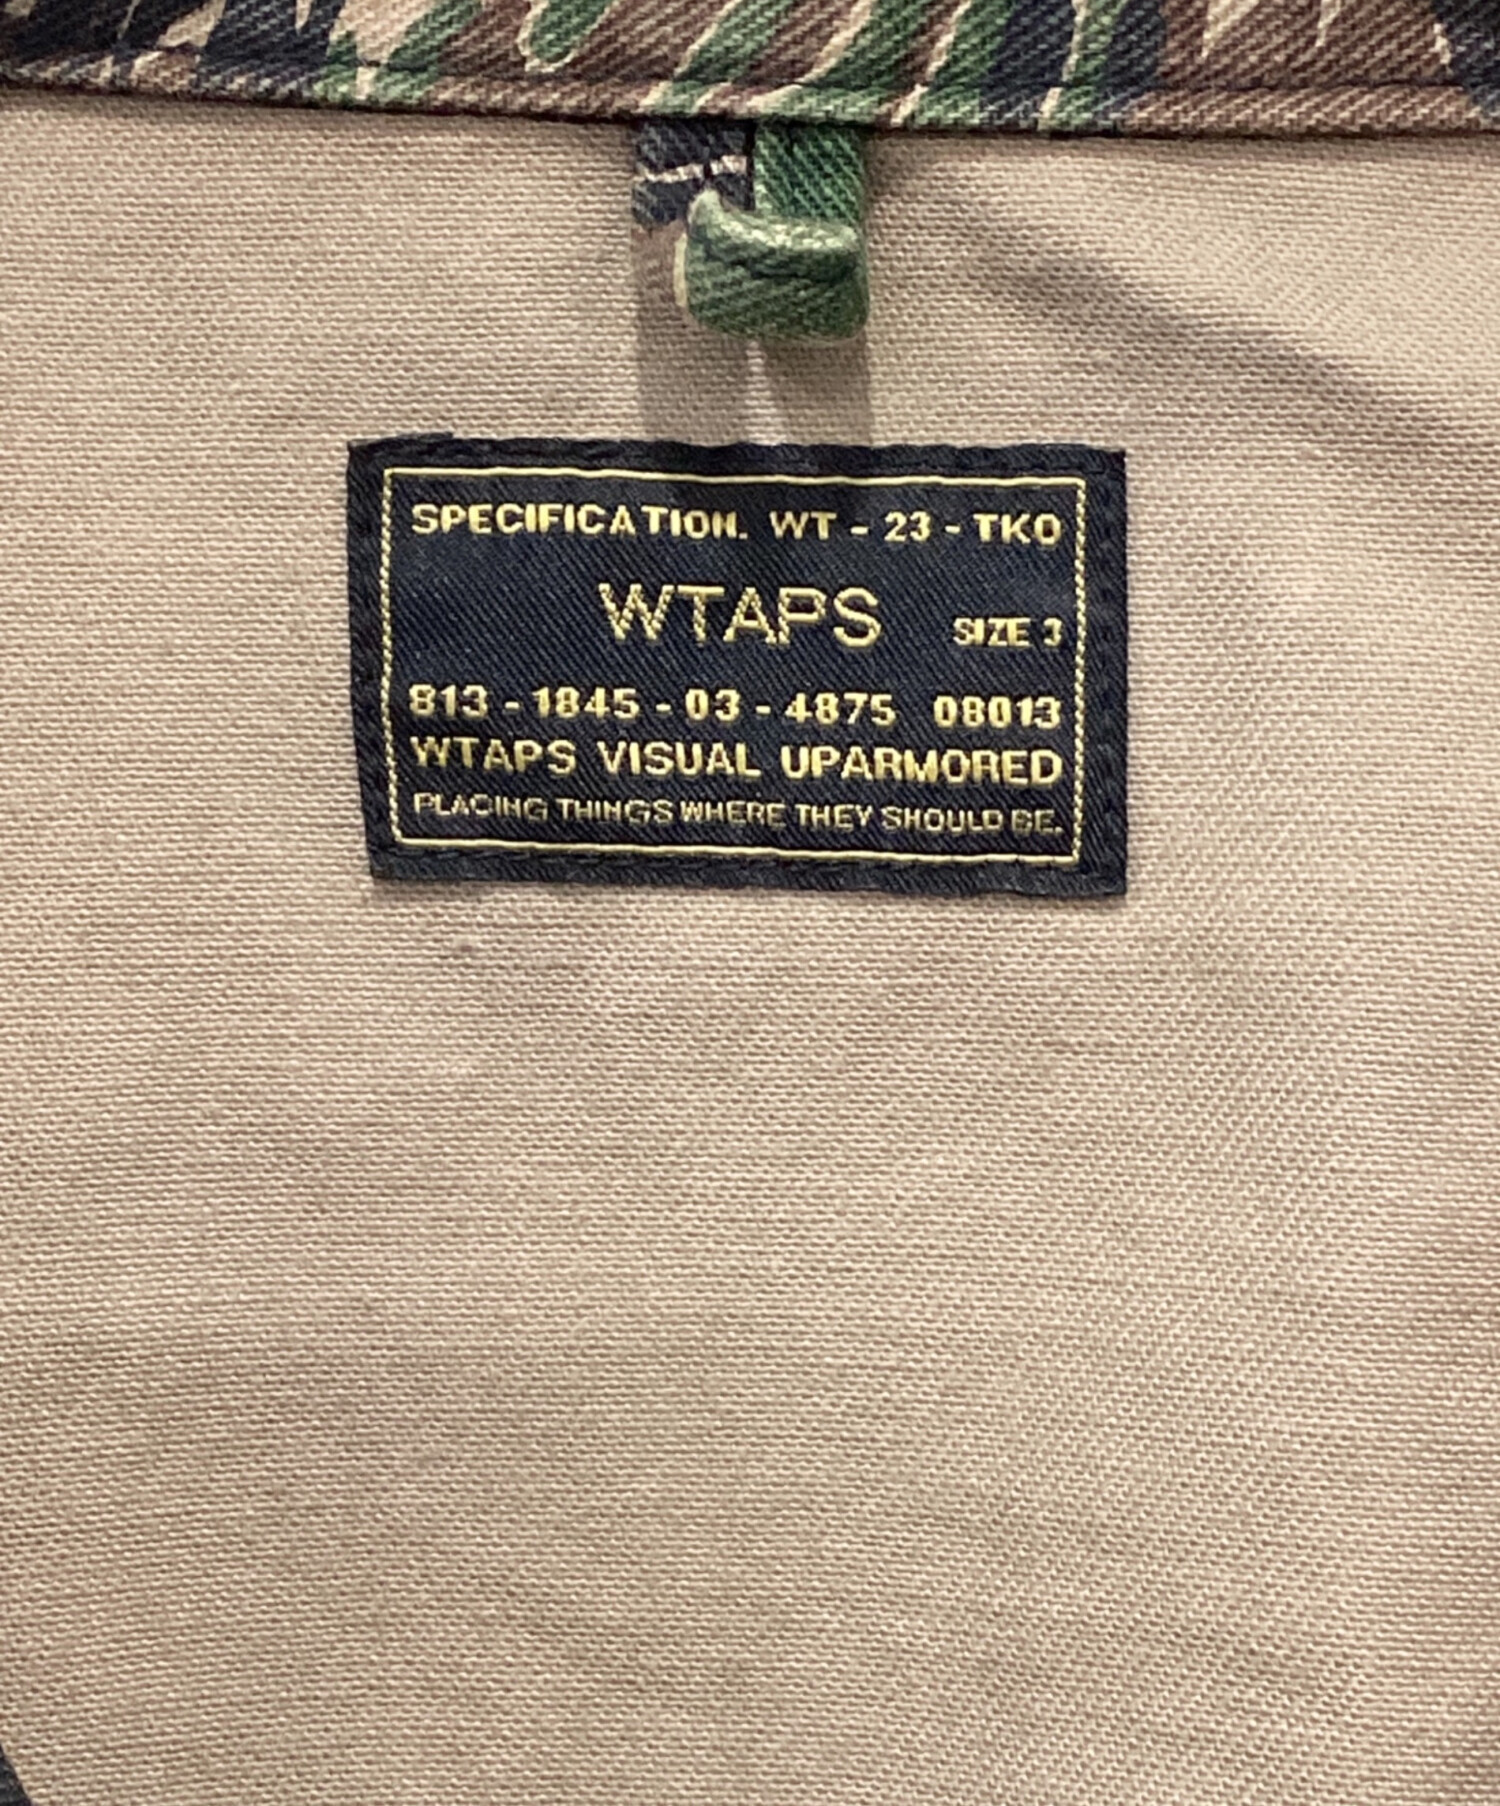 SPECIFICATION. WT - 23 - TKO
WTAPS SIZE 3
813 - 1845 - 03 - 4875 08013
WTAPS VISUAL UPARMORED
PLACING THINGS WHERE THEY SHOULD BE.